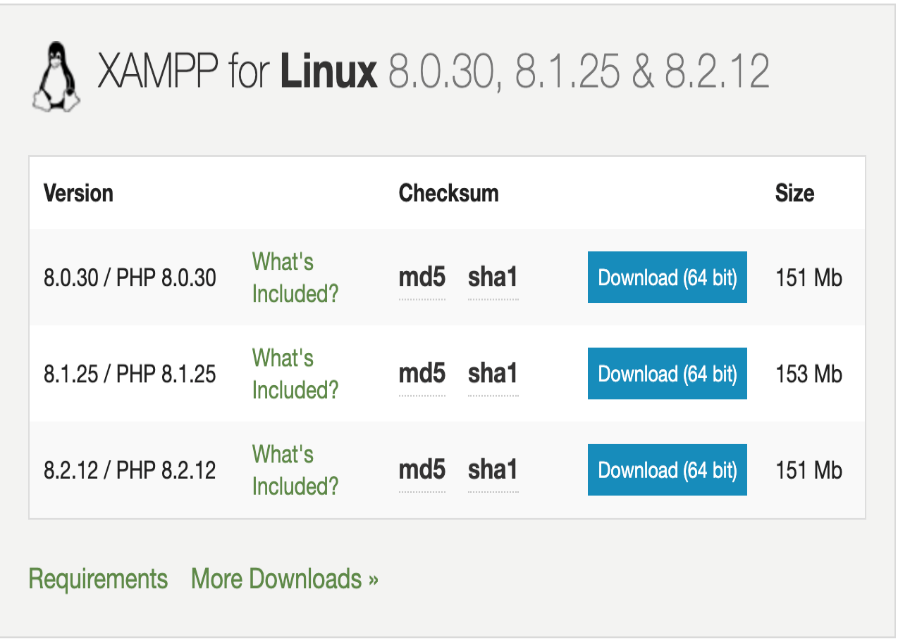 XAMPP for Linux 8.0.30, 8.1.25 & 8.2.12
Version Checksum Size
8.0.30 / PHP 8.0.30 What's Included? md5 sha1 Download (64 bit) 151 Mb
8.1.25 / PHP 8.1.25 What's Included? md5 sha1 Download (64 bit) 153 Mb
8.2.12 / PHP 8.2.12 What's Included? md5 sha1 Download (64 bit) 151 Mb
Requirements More Downloads »